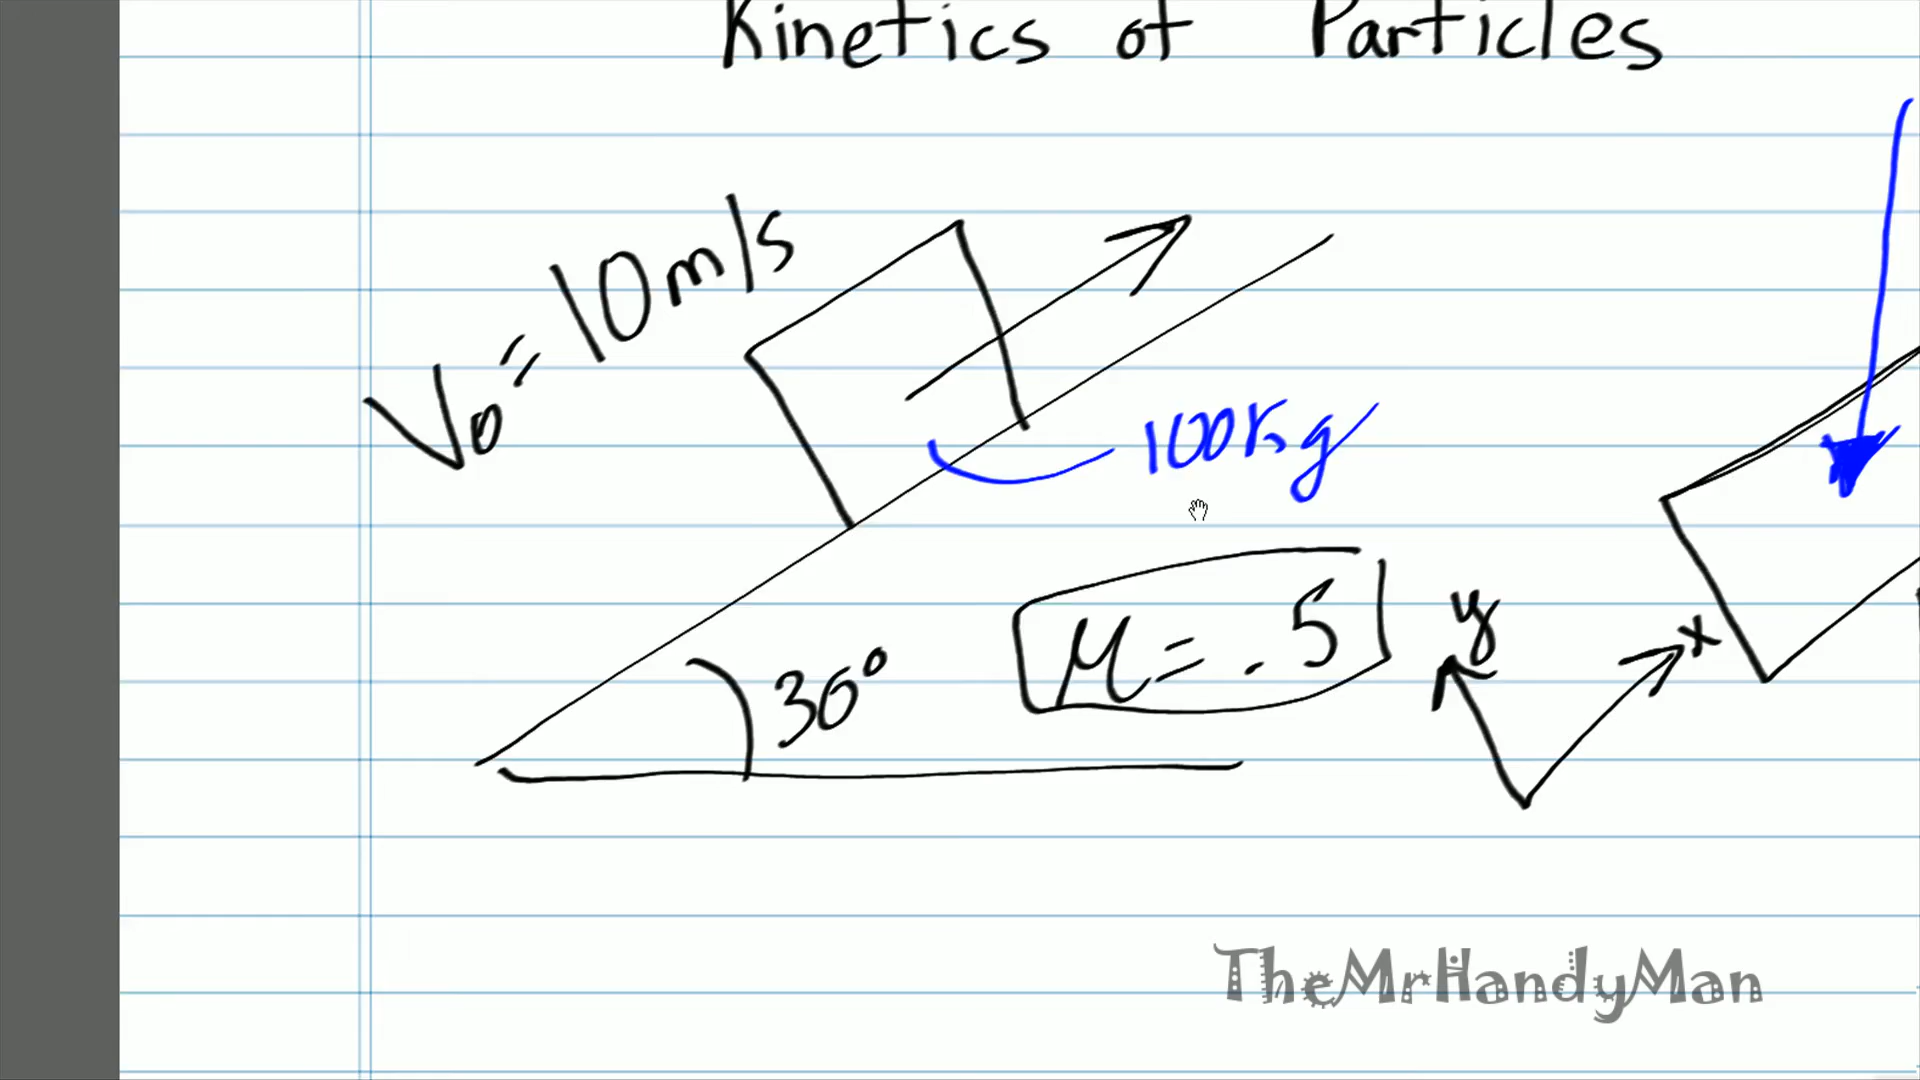 Kinetics of Particles
V0 = 10m/s
100Kg
μ = .5
y
x
30°
TheMrHandyMan